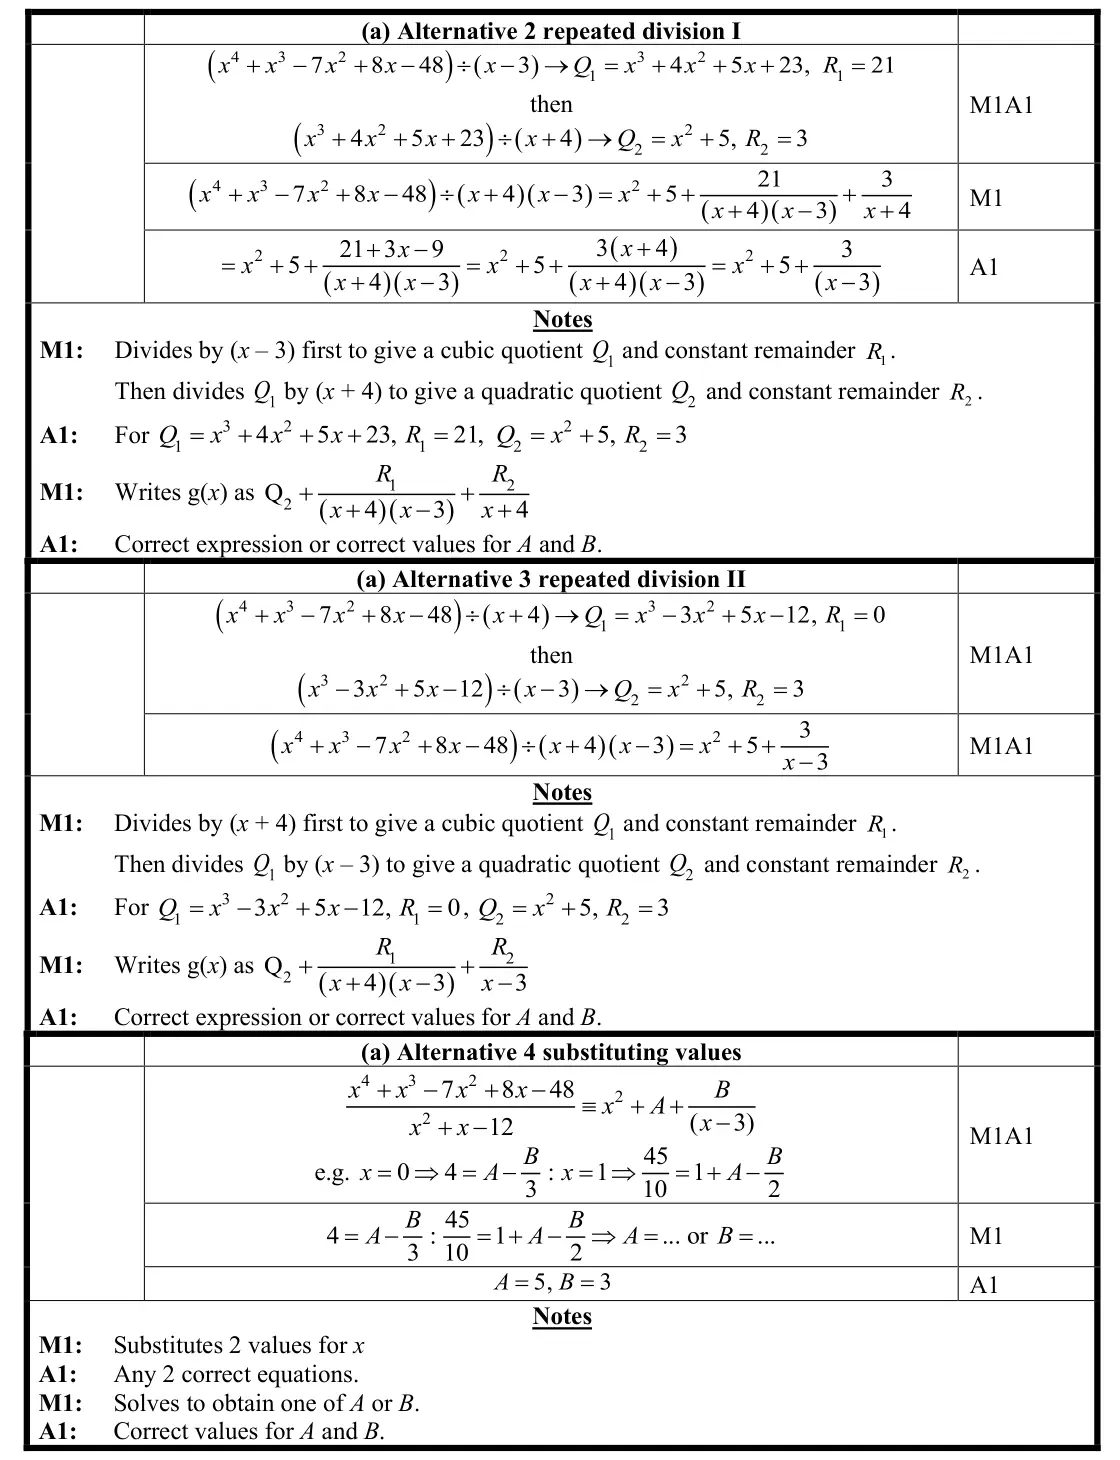 (a) Alternative 2 repeated division I
(x⁴ + x³ − 7x² + 8x − 48) ÷ (x − 3) → Q₁ = x³ + 4x² + 5x + 23, R₁ = 21
then
(x³ + 4x² + 5x + 23) ÷ (x + 4) → Q₂ = x² + 5, R₂ = 3
M1A1
(x⁴ + x³ − 7x² + 8x − 48) ÷ (x + 4)(x − 3) = x² + 5 + 21/((x + 4)(x − 3)) + 3/(x + 4)
M1
= x² + 5 + (21 + 3x − 9)/((x + 4)(x − 3)) = x² + 5 + 3(x + 4)/((x + 4)(x − 3)) = x² + 5 + 3/(x − 3)
A1
Notes
M1: Divides by (x – 3) first to give a cubic quotient Q₁ and constant remainder R₁.
Then divides Q₁ by (x + 4) to give a quadratic quotient Q₂ and constant remainder R₂.
A1: For Q₁ = x³ + 4x² + 5x + 23, R₁ = 21, Q₂ = x² + 5, R₂ = 3
M1: Writes g(x) as Q₂ + R₁/((x + 4)(x − 3)) + R₂/(x + 4)
A1: Correct expression or correct values for A and B.
(a) Alternative 3 repeated division II
(x⁴ + x³ − 7x² + 8x − 48) ÷ (x + 4) → Q₁ = x³ − 3x² + 5x − 12, R₁ = 0
then
(x³ − 3x² + 5x − 12) ÷ (x − 3) → Q₂ = x² + 5, R₂ = 3
M1A1
(x⁴ + x³ − 7x² + 8x − 48) ÷ (x + 4)(x − 3) = x² + 5 + 3/(x − 3)
M1A1
Notes
M1: Divides by (x + 4) first to give a cubic quotient Q₁ and constant remainder R₁.
Then divides Q₁ by (x – 3) to give a quadratic quotient Q₂ and constant remainder R₂.
A1: For Q₁ = x³ − 3x² + 5x − 12, R₁ = 0, Q₂ = x² + 5, R₂ = 3
M1: Writes g(x) as Q₂ + R₁/((x + 4)(x − 3)) + R₂/(x − 3)
A1: Correct expression or correct values for A and B.
(a) Alternative 4 substituting values
(x⁴ + x³ − 7x² + 8x − 48)/(x² + x − 12) ≡ x² + A + B/(x − 3)
e.g. x = 0 ⇒ 4 = A − B/3 : x = 1 ⇒ 45/10 = 1 + A − B/2
M1A1
4 = A − B/3 : 45/10 = 1 + A − B/2 ⇒ A = ... or B = ...
M1
A = 5, B = 3
A1
Notes
M1: Substitutes 2 values for x
A1: Any 2 correct equations.
M1: Solves to obtain one of A or B.
A1: Correct values for A and B.